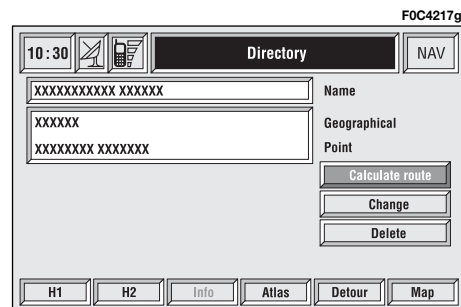 F0C4217g
10:30 Directory NAV
XXXXXXXXXXX XXXXXX Name
XXXXXX Geographical
XXXXXXXX XXXXXXX Point
Calculate route
Change
Delete
H1 H2 Info Atlas Detour Map